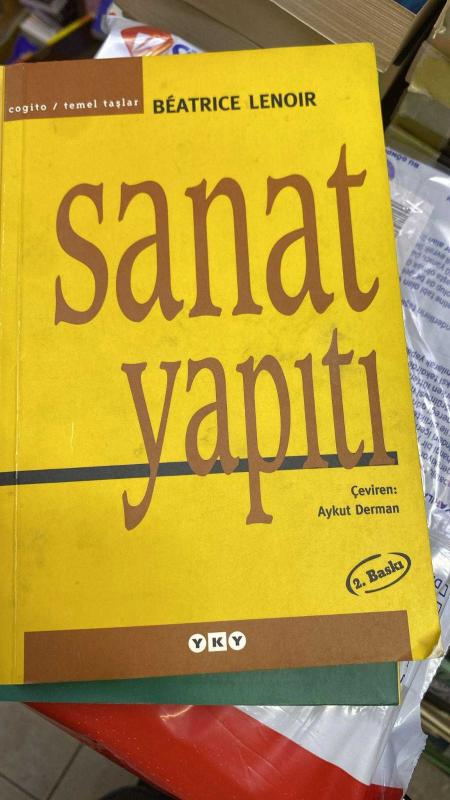 cogito / temel taşlar
BÉATRICE LENOIR
sanat
yapıtı
Çeviren:
Aykut Derman
2. Baskı
YKY